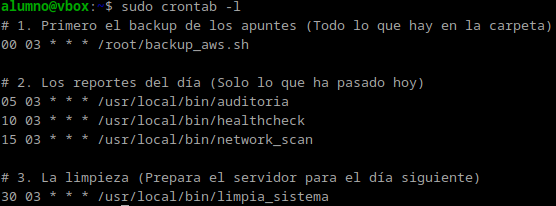 alumno@vbox:~$ sudo crontab -l
# 1. Primero el backup de los apuntes (Todo lo que hay en la carpeta)
00 03 * * * /root/backup_aws.sh
# 2. Los reportes del día (Solo lo que ha pasado hoy)
05 03 * * * /usr/local/bin/auditoria
10 03 * * * /usr/local/bin/healthcheck
15 03 * * * /usr/local/bin/network_scan
# 3. La limpieza (Prepara el servidor para el día siguiente)
30 03 * * * /usr/local/bin/limpia_sistema